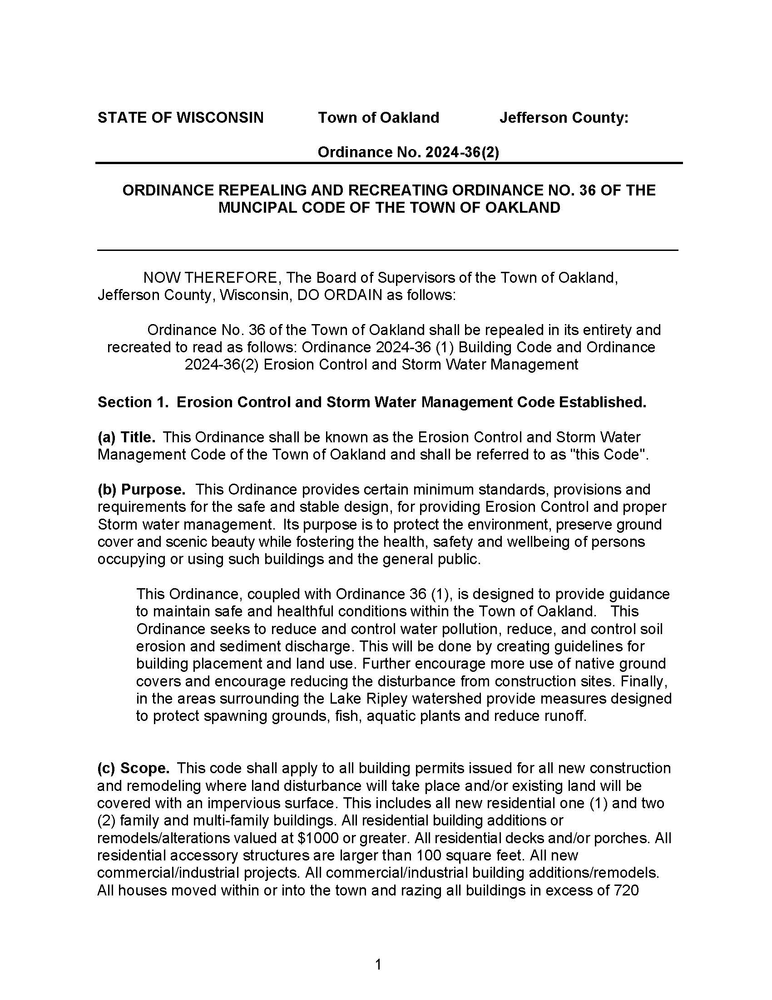 STATE OF WISCONSIN Town of Oakland Jefferson County:
Ordinance No. 2024-36(2)
ORDINANCE REPEALING AND RECREATING ORDINANCE NO. 36 OF THE
MUNCIPAL CODE OF THE TOWN OF OAKLAND
NOW THEREFORE, The Board of Supervisors of the Town of Oakland,
Jefferson County, Wisconsin, DO ORDAIN as follows:
Ordinance No. 36 of the Town of Oakland shall be repealed in its entirety and
recreated to read as follows: Ordinance 2024-36 (1) Building Code and Ordinance
2024-36(2) Erosion Control and Storm Water Management
Section 1. Erosion Control and Storm Water Management Code Established.
(a) Title. This Ordinance shall be known as the Erosion Control and Storm Water
Management Code of the Town of Oakland and shall be referred to as "this Code".
(b) Purpose. This Ordinance provides certain minimum standards, provisions and
requirements for the safe and stable design, for providing Erosion Control and proper
Storm water management. Its purpose is to protect the environment, preserve ground
cover and scenic beauty while fostering the health, safety and wellbeing of persons
occupying or using such buildings and the general public.
This Ordinance, coupled with Ordinance 36 (1), is designed to provide guidance
to maintain safe and healthful conditions within the Town of Oakland. This
Ordinance seeks to reduce and control water pollution, reduce, and control soil
erosion and sediment discharge. This will be done by creating guidelines for
building placement and land use. Further encourage more use of native ground
covers and encourage reducing the disturbance from construction sites. Finally,
in the areas surrounding the Lake Ripley watershed provide measures designed
to protect spawning grounds, fish, aquatic plants and reduce runoff.
(c) Scope. This code shall apply to all building permits issued for all new construction
and remodeling where land disturbance will take place and/or existing land will be
covered with an impervious surface. This includes all new residential one (1) and two
(2) family and multi-family buildings. All residential building additions or
remodels/alterations valued at $1000 or greater. All residential decks and/or porches. All
residential accessory structures are larger than 100 square feet. All new
commercial/industrial projects. All commercial/industrial building additions/remodels.
All houses moved within or into the town and razing all buildings in excess of 720
1